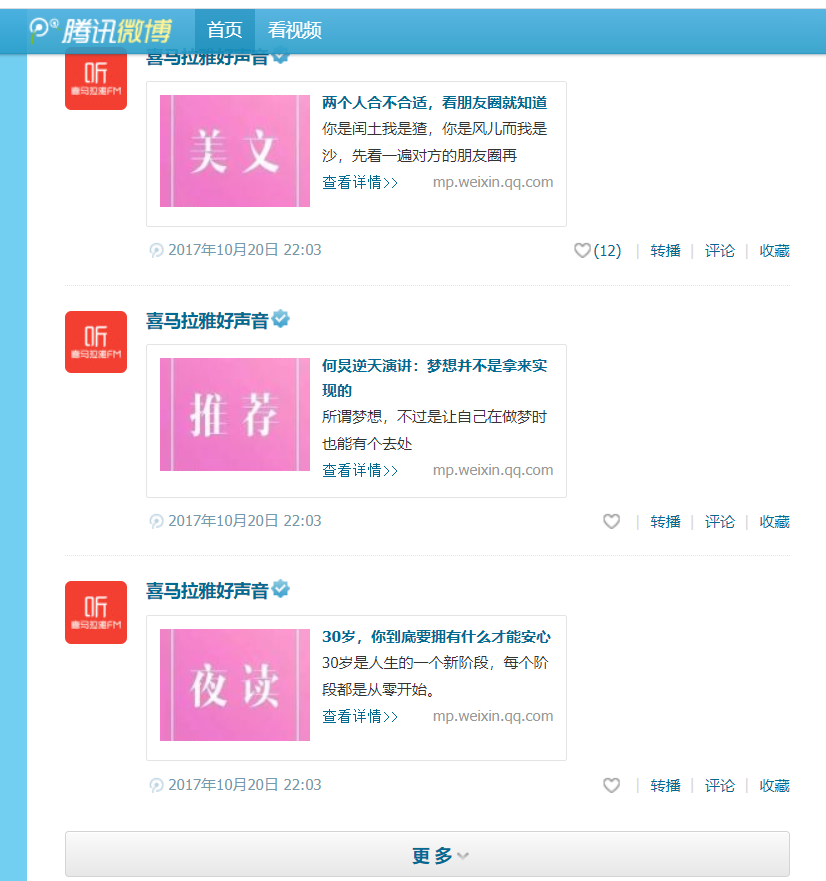 腾讯微博 首页 看视频
喜马拉雅好声音
听
喜马拉雅FM
美文
两个人合不合适，看朋友圈就知道
你是闰土我是猹，你是风儿而我是
沙，先看一遍对方的朋友圈再
查看详情>> mp.weixin.qq.com
2017年10月20日 22:03 (12) | 转播 | 评论 | 收藏
喜马拉雅好声音
听
喜马拉雅FM
推荐
何炅逆天演讲：梦想并不是拿来实
现的
所谓梦想，不过是让自己在做梦时
也能有个去处
查看详情>> mp.weixin.qq.com
2017年10月20日 22:03 | 转播 | 评论 | 收藏
喜马拉雅好声音
听
喜马拉雅FM
夜读
30岁，你到底要拥有什么才能安心
30岁是人生的一个新阶段，每个阶
段都是从零开始。
查看详情>> mp.weixin.qq.com
2017年10月20日 22:03 | 转播 | 评论 | 收藏
更多